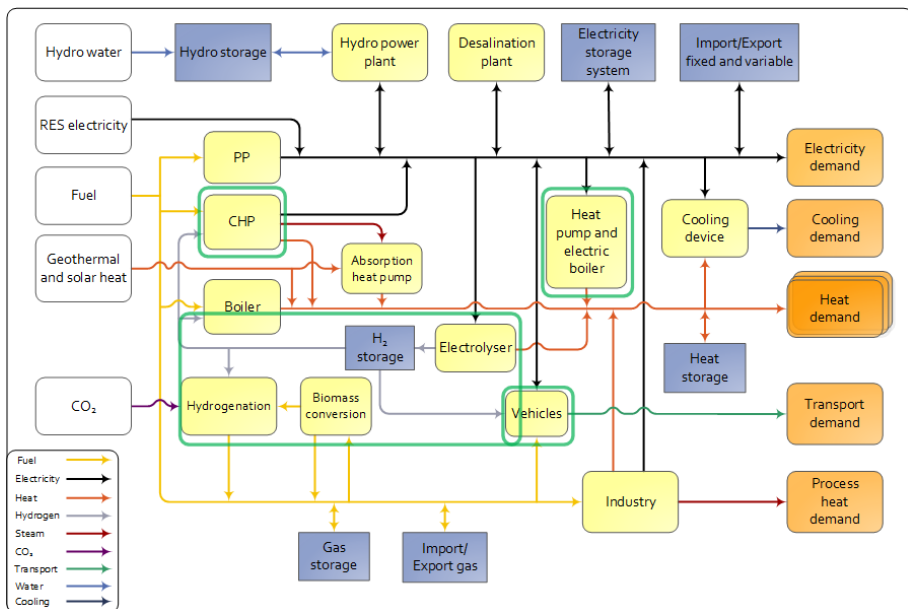 Hydro water
Hydro storage
Hydro power
plant
Desalination
plant
Electricity
storage
system
Import/Export
fixed and variable
RES electricity
PP
Electricity
demand
Fuel
CHP
Heat
pump and
electric
boiler
Cooling
device
Cooling
demand
Geothermal
and solar heat
Absorption
heat pump
Boiler
Heat
demand
H₂
storage
Electrolyser
Heat
storage
CO₂
Hydrogenation
Biomass
conversion
Vehicles
Transport
demand
Industry
Process
heat
demand
Gas
storage
Import/
Export gas
Fuel
Electricity
Heat
Hydrogen
Steam
CO₂
Transport
Water
Cooling